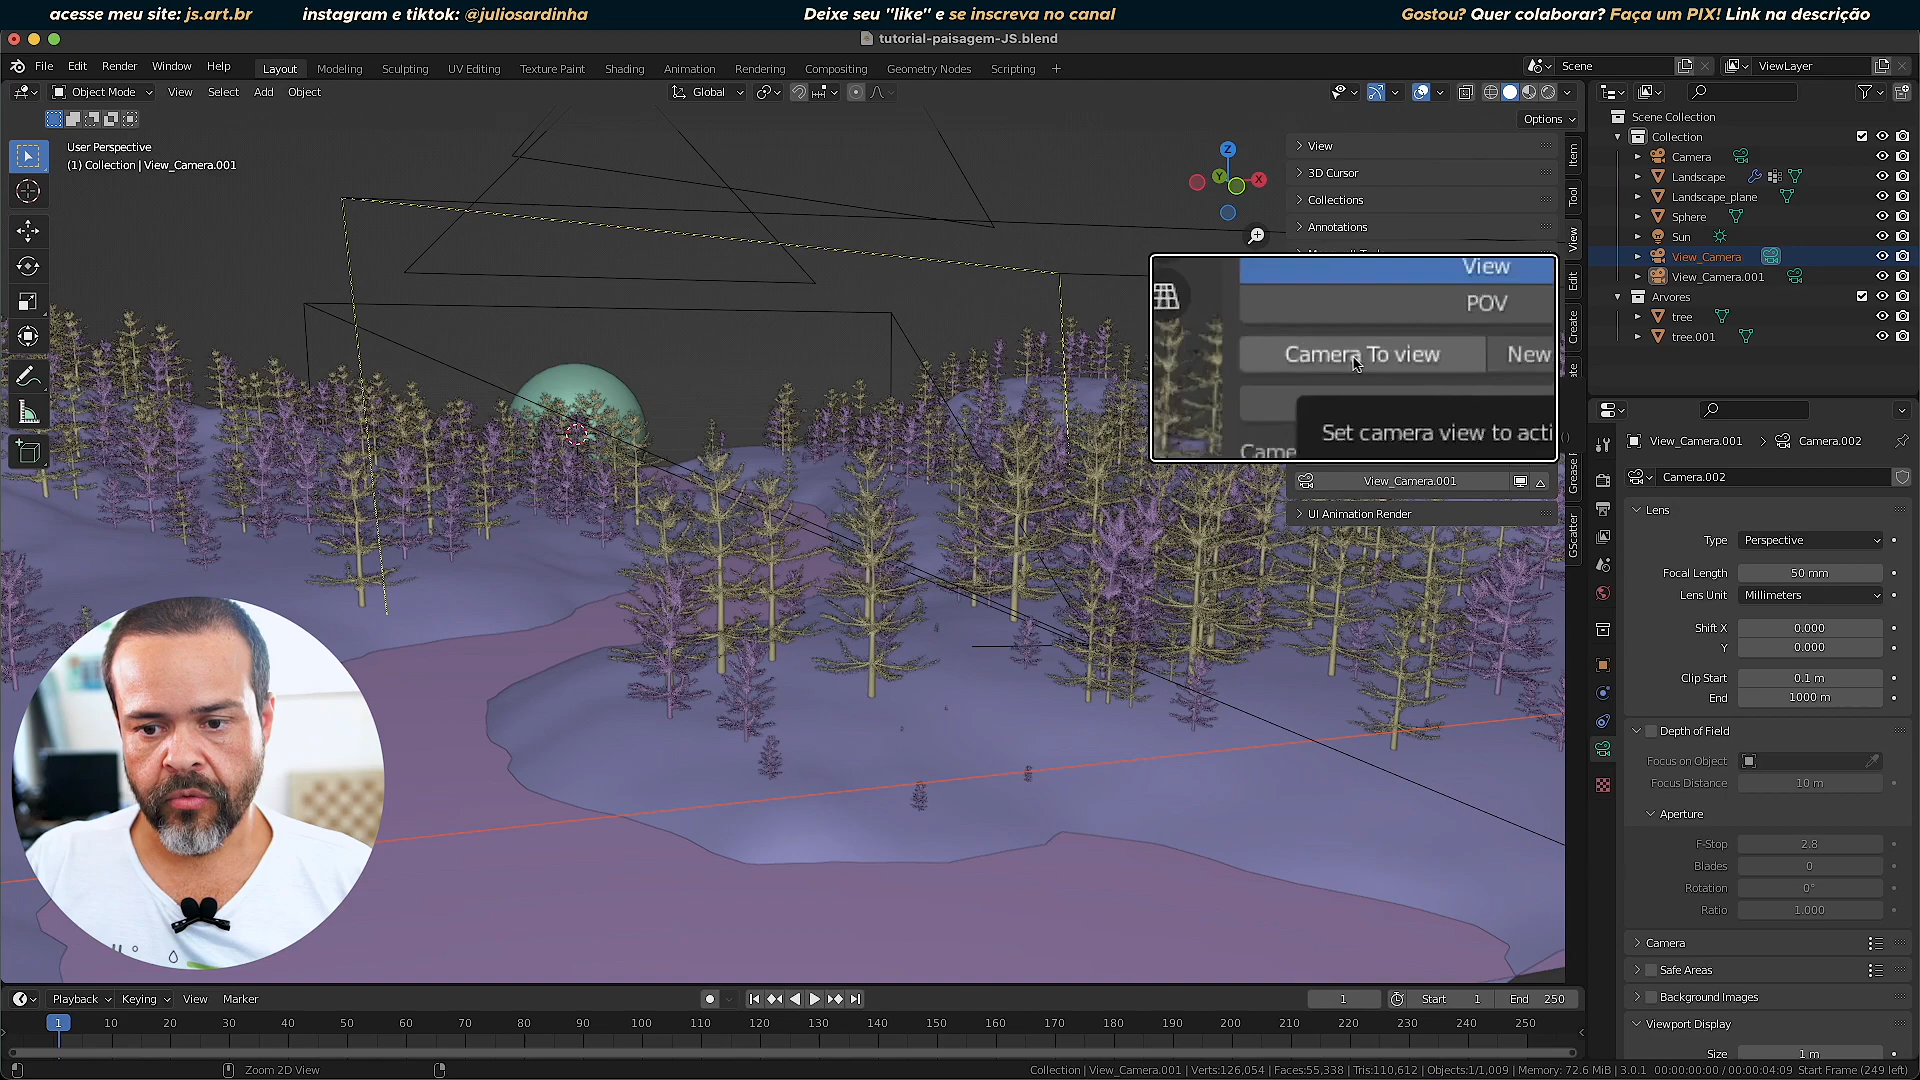 acesse meu site: js.art.br instagram e tiktok: @juliosardinha Deixe seu "like" e se inscreva no canal Gostou? Quer colaborar? Faça um PIX! Link na descrição
tutorial-paisagem-JS.blend
File Edit Render Window Help Layout Modeling Sculpting UV Editing Texture Paint Shading Animation Rendering Compositing Geometry Nodes Scripting + Scene ViewLayer
Object Mode View Select Add Object Global
Options
User Perspective
(1) Collection | View_Camera.001
Z
Y
X
View
3D Cursor
Collections
Annotations
View
POV
Camera To view New
Set camera view to acti
Came
View_Camera.001
UI Animation Render
Item
Tool
View
Edit
Create
Grease
GScatter
Scene Collection
Collection
Camera
Landscape
Landscape_plane
Sphere
Sun
View_Camera
View_Camera.001
Arvores
tree
tree.001
View_Camera.001 > Camera.002
Camera.002
Lens
Type Perspective
Focal Length 50 mm
Lens Unit Millimeters
Shift X 0.000
Y 0.000
Clip Start 0.1 m
End 1000 m
Depth of Field
Focus on Object
Focus Distance 10 m
Aperture
F-Stop 2.8
Blades 0
Rotation 0°
Ratio 1.000
Camera
Safe Areas
Background Images
Viewport Display
Size 1 m
Playback Keying View Marker 1 Start 1 End 250
1 10 20 30 40 50 60 70 80 90 100 110 120 130 140 150 160 170 180 190 200 210 220 230 240 250
Zoom 2D View Collection | View_Camera.001 | Verts:126,054 | Faces:55,338 | Tris:110,612 | Objects:1/1,009 | Memory: 72.6 MiB | 3.0.1 00:00:00:00 / 00:00:04:09 Start Frame (249 left)